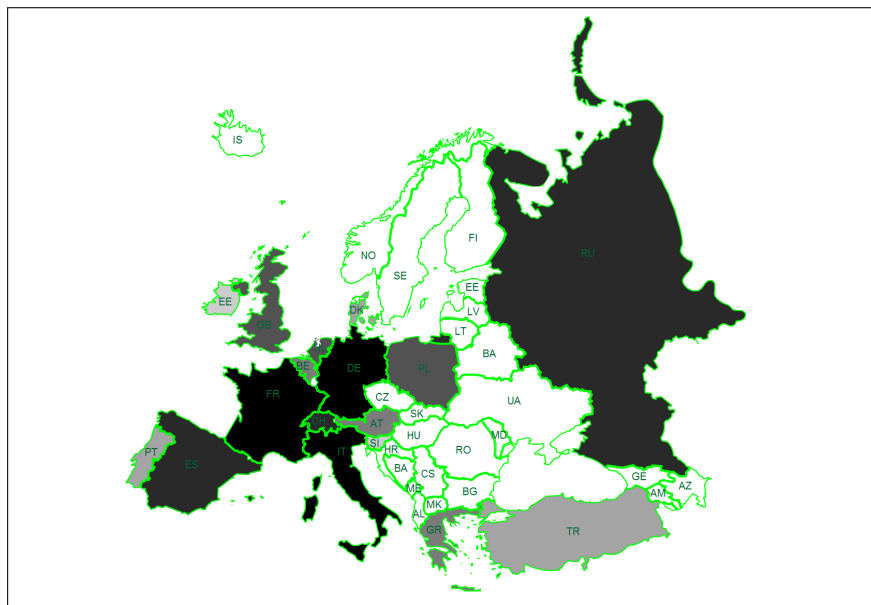 IS
NO
SE
FI
RU
EE
EE
LV
LT
DK
GB
BA
BE
DE
PL
FR
CZ
UA
SK
CH
AT
HU
MD
IT
SI
HR
RO
PT
ES
BA
CS
ME
BG
MK
AL
GR
TR
GE
AM
AZ